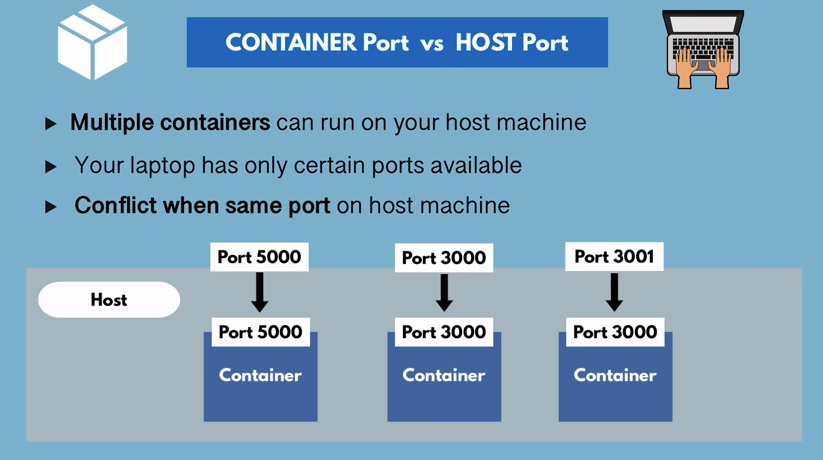 CONTAINER Port vs HOST Port
Multiple containers can run on your host machine
Your laptop has only certain ports available
Conflict when same port on host machine
Port 5000
Port 3000
Port 3001
Host
Port 5000
Port 3000
Port 3000
Container
Container
Container